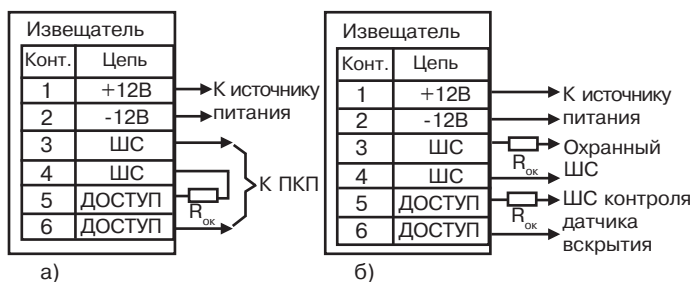 Извещатель
Конт. Цепь
1 +12В К источнику
2 -12В питания
3 ШС
4 ШС К ПКП
5 ДОСТУП Rок
6 ДОСТУП
а)
Извещатель
Конт. Цепь
1 +12В К источнику
2 -12В питания
3 ШС Rок Охранный
4 ШС ШС
5 ДОСТУП Rок ШС контроля
6 ДОСТУП датчика
вскрытия
б)